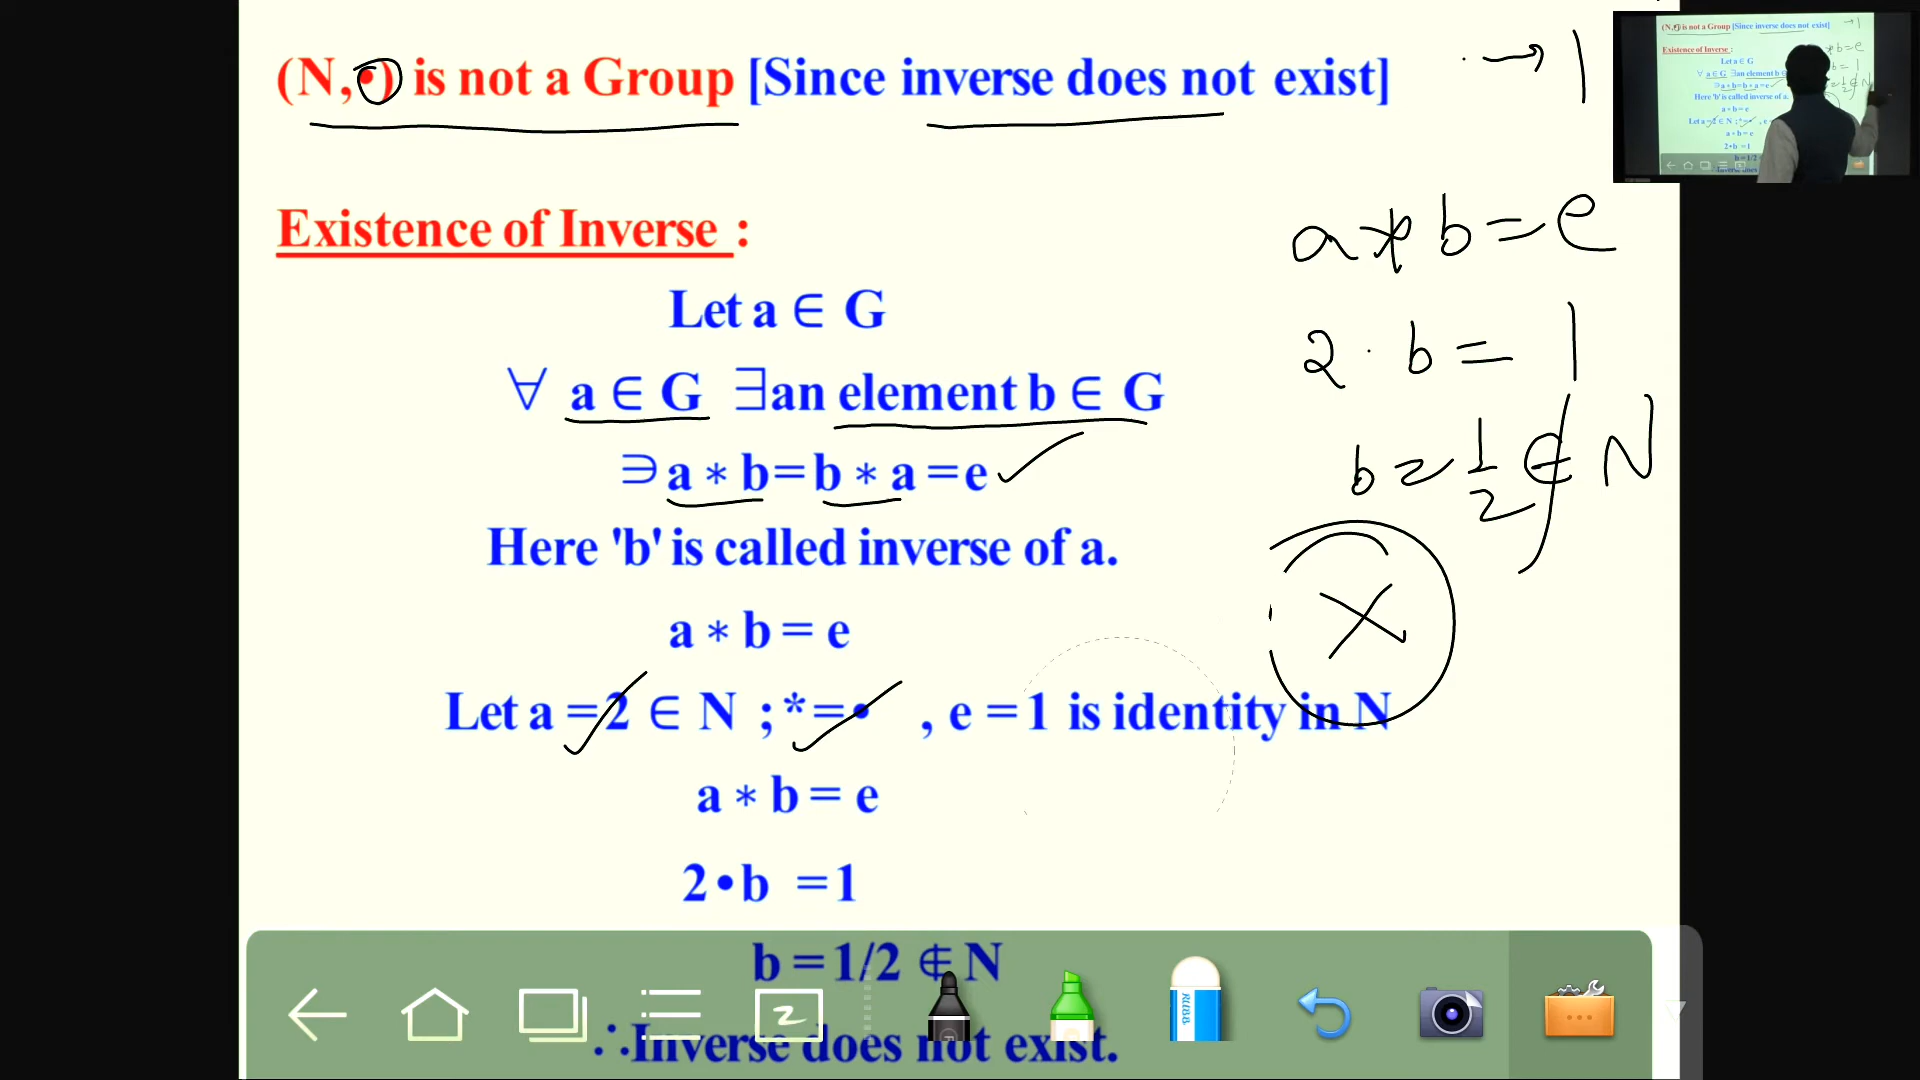 (N,•) is not a Group [Since inverse does not exist]
· → 1
Existence of Inverse :
a * b = e
Let a ∈ G
2 · b = 1
∀ a ∈ G ∃an element b ∈ G
b = 1/2 ∉ N
∋ a ∗ b = b ∗ a = e
Here 'b' is called inverse of a.
a ∗ b = e
Let a = 2 ∈ N ; *= • , e = 1 is identity in N
a ∗ b = e
2 • b = 1
b = 1/2 ∉ N
∴ Inverse does not exist.